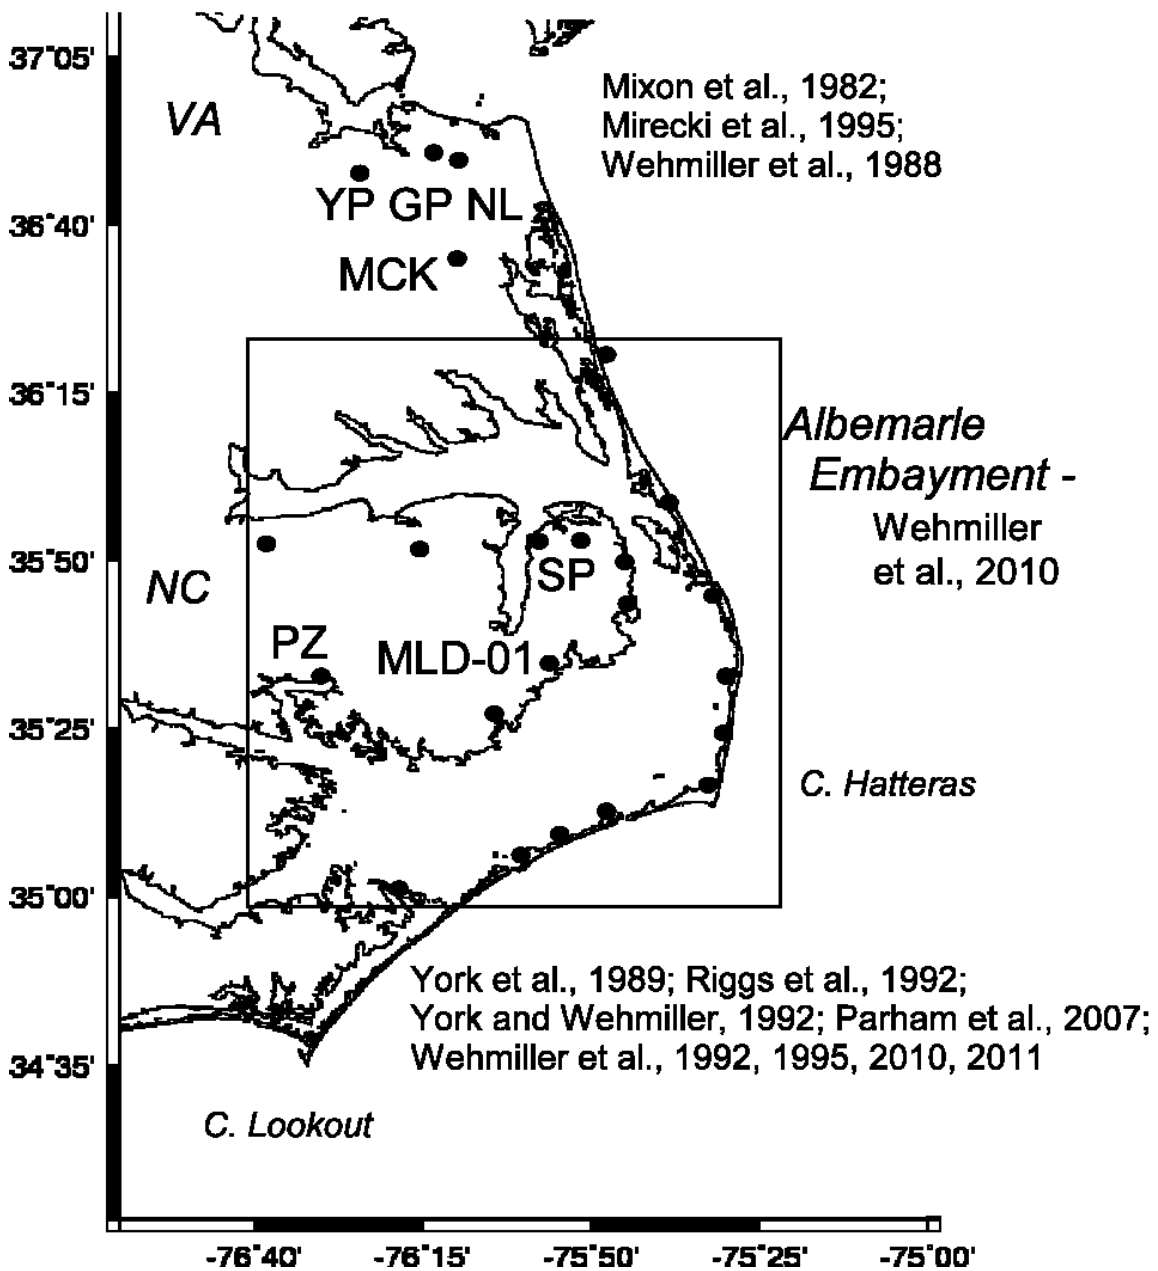 37°05'
Mixon et al., 1982;
VA
Mirecki et al., 1995;
Wehmiller et al., 1988
YP GP NL
36°40'
MCK
36°15'
Albemarle
Embayment -
Wehmiller
et al., 2010
35°50'
SP
NC
PZ
MLD-01
35°25'
C. Hatteras
35°00'
York et al., 1989; Riggs et al., 1992;
York and Wehmiller, 1992; Parham et al., 2007;
Wehmiller et al., 1992, 1995, 2010, 2011
34°35'
C. Lookout
-76°40' -76°15' -75°50' -75°25' -75°00'